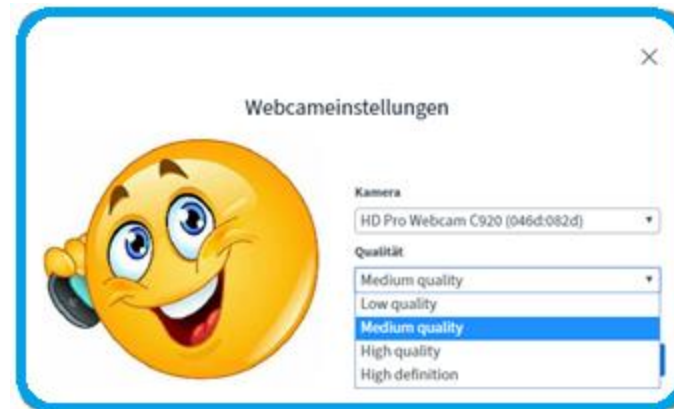 Webcameinstellungen
Kamera
HD Pro Webcam C920 (046d:082d)
Qualität
Medium quality
Low quality
Medium quality
High quality
High definition